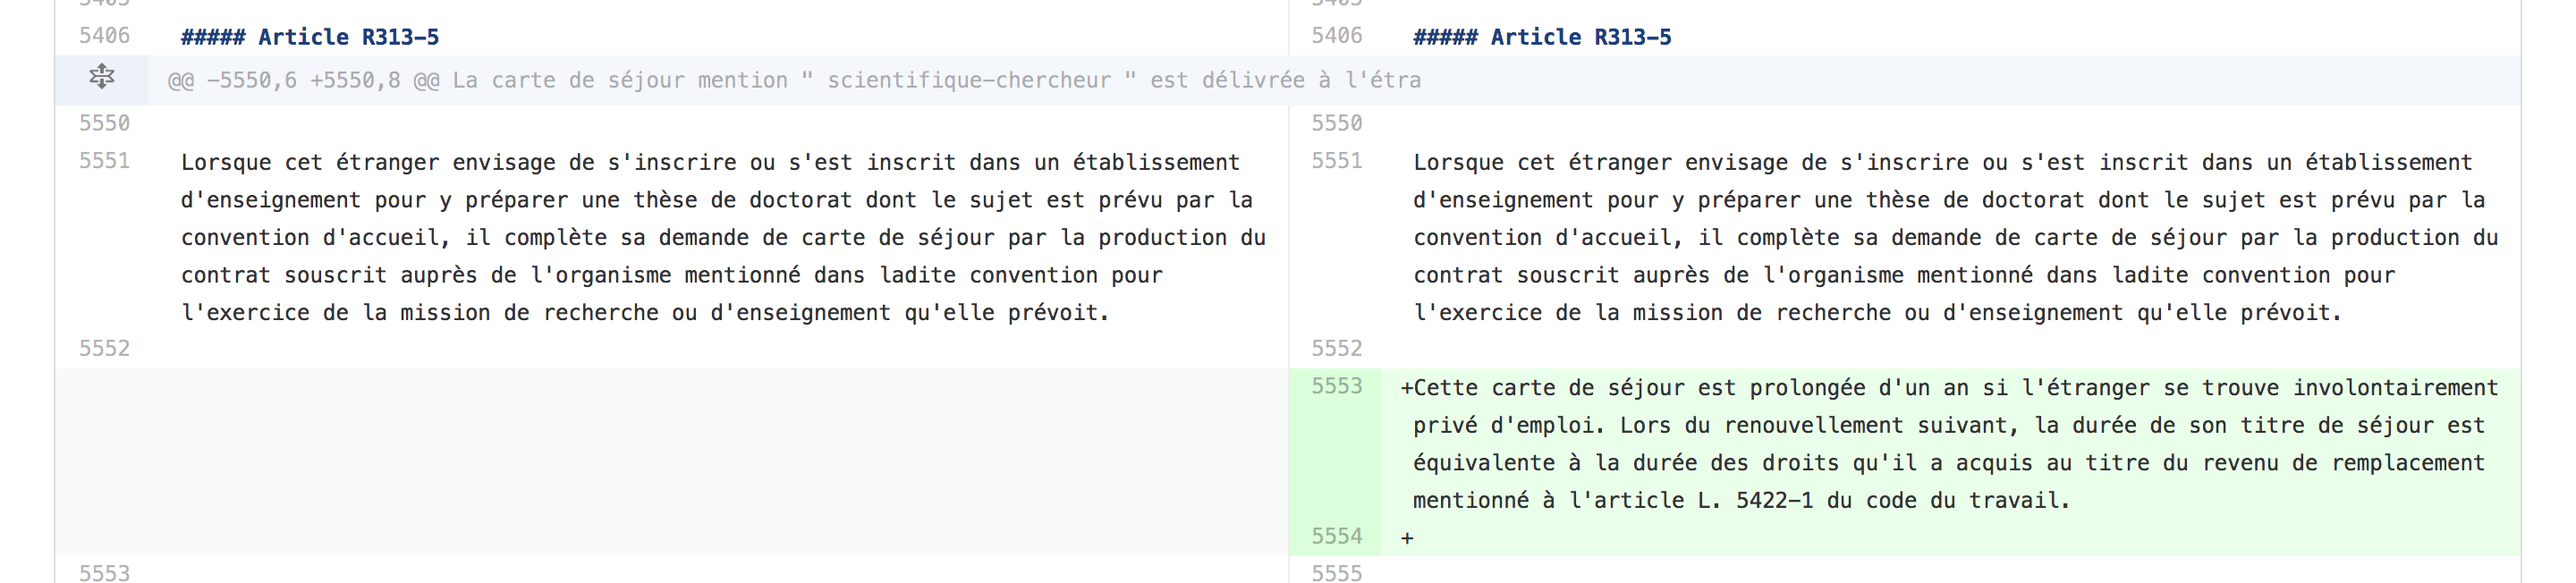 5406 ##### Article R313-5
@@ -5550,6 +5550,8 @@ La carte de séjour mention " scientifique-chercheur " est délivrée à l'étra
5550
5551 Lorsque cet étranger envisage de s'inscrire ou s'est inscrit dans un établissement
d'enseignement pour y préparer une thèse de doctorat dont le sujet est prévu par la
convention d'accueil, il complète sa demande de carte de séjour par la production du
contrat souscrit auprès de l'organisme mentionné dans ladite convention pour
l'exercice de la mission de recherche ou d'enseignement qu'elle prévoit.
5552
5553
5406 ##### Article R313-5
5550
5551 Lorsque cet étranger envisage de s'inscrire ou s'est inscrit dans un établissement
d'enseignement pour y préparer une thèse de doctorat dont le sujet est prévu par la
convention d'accueil, il complète sa demande de carte de séjour par la production du
contrat souscrit auprès de l'organisme mentionné dans ladite convention pour
l'exercice de la mission de recherche ou d'enseignement qu'elle prévoit.
5552
5553 +Cette carte de séjour est prolongée d'un an si l'étranger se trouve involontairement
privé d'emploi. Lors du renouvellement suivant, la durée de son titre de séjour est
équivalente à la durée des droits qu'il a acquis au titre du revenu de remplacement
mentionné à l'article L. 5422-1 du code du travail.
5554 +
5555